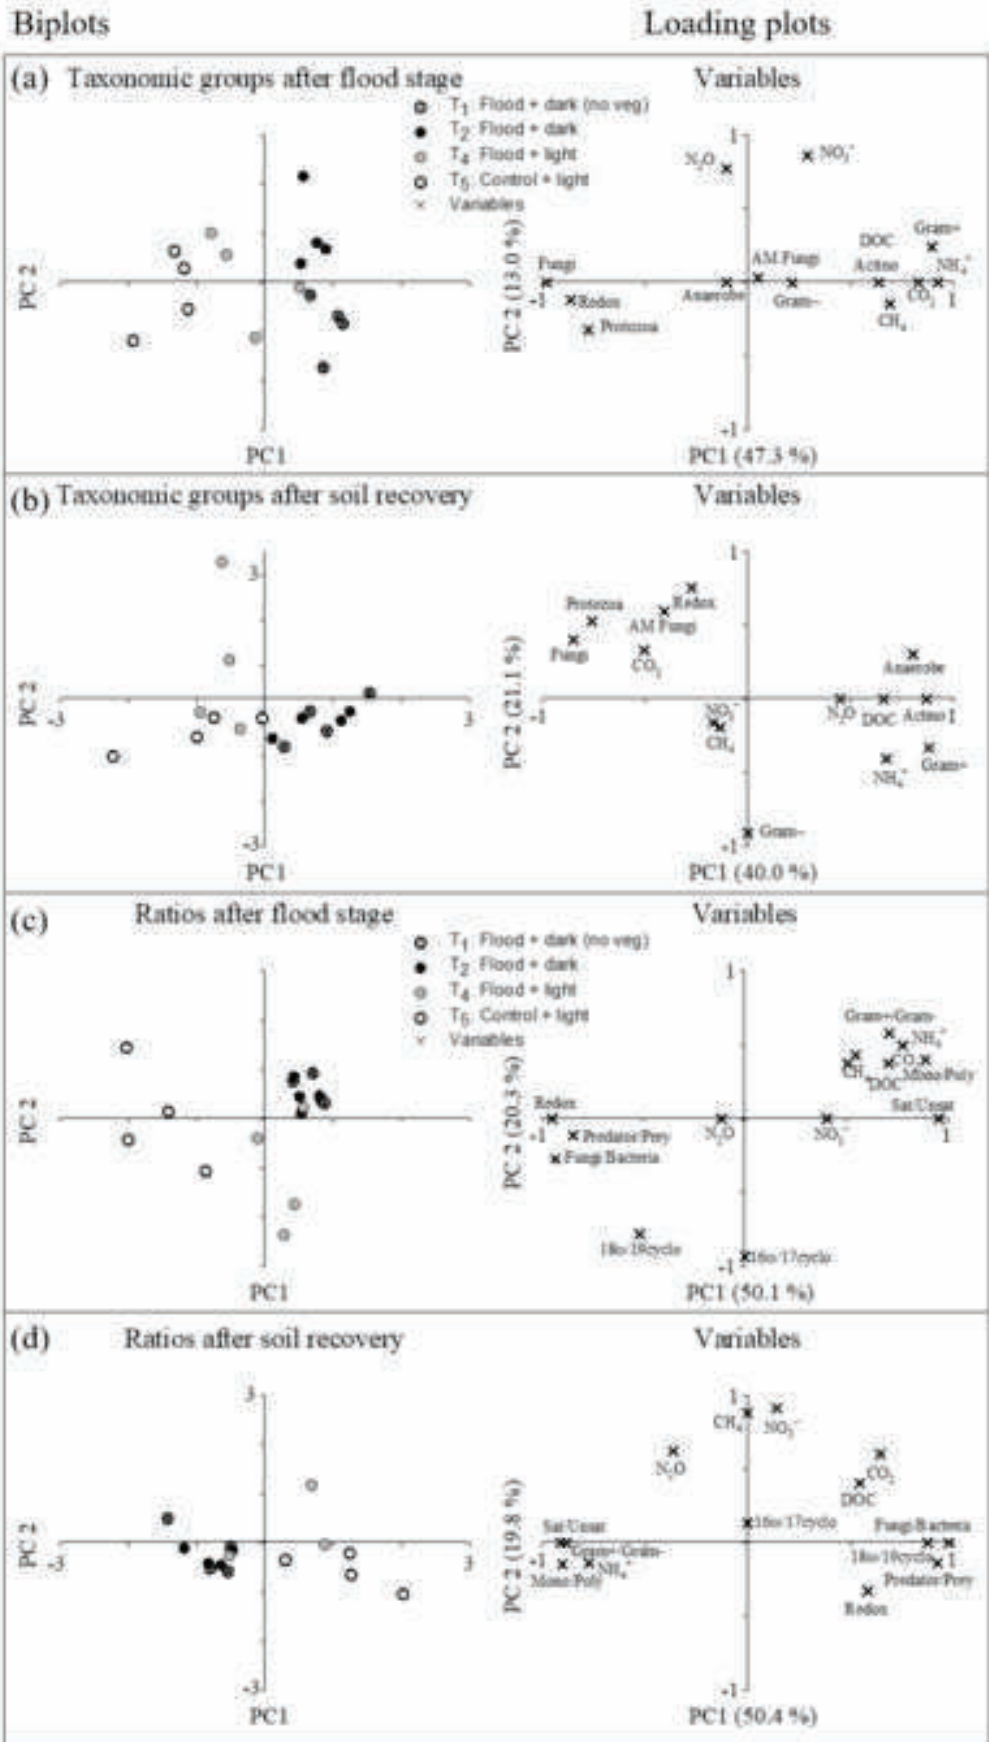 Biplots
Loading plots
(a) Taxonomic groups after flood stage
Variables
T1 Flood + dark (no veg)
T2 Flood + dark
T4 Flood + light
T5 Control + light
Variables
PC 2
PC1
1
N2O
NO3-
Gram+
DOC
AM Fungi
Actino
NH4+
Fungi
-1
Redox
Protozoa
Anaerobe
Gram-
CO2
1
CH4
PC 2 (13.0 %)
-1
PC1 (47.3 %)
(b) Taxonomic groups after soil recovery
Variables
3
-3
3
-3
PC 2
PC1
1
Redox
Protozoa
AM Fungi
Fungi
CO2
Anaerobe
-1
NO3-
CH4
N2O
DOC
Actino
1
Gram+
NH4+
Gram-
-1
PC 2 (21.1 %)
PC1 (40.0 %)
(c) Ratios after flood stage
Variables
T1 Flood + dark (no veg)
T2 Flood + dark
T4 Flood + light
T5 Control + light
Variables
PC 2
PC1
1
Gram+/Gram-
NH4+
CO2
CH4
DOC
Mono/Poly
Sat/Unsat
Redox
-1
Predator/Prey
Fungi/Bacteria
N2O
NO3-
1
18ω/19cyclo
16ω/17cyclo
-1
PC 2 (20.3 %)
PC1 (50.1 %)
(d) Ratios after soil recovery
Variables
3
-3
3
-3
PC 2
PC1
1
CH4
NO3-
N2O
CO2
DOC
16ω/17cyclo
Fungi/Bacteria
Sat/Unsat
-1
Gram+/Gram-
NH4+
Mono/Poly
18ω/19cyclo
1
Predator/Prey
Redox
-1
PC 2 (19.8 %)
PC1 (50.4 %)